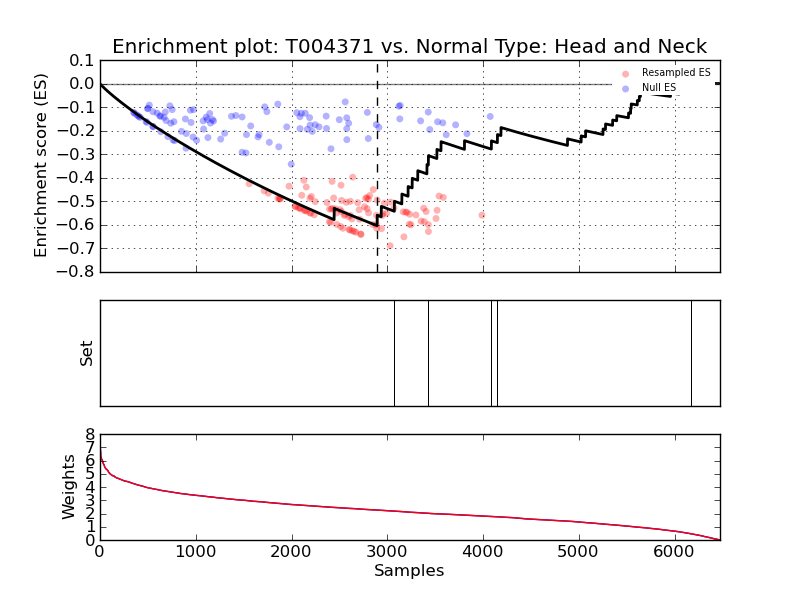 Enrichment plot: T004371 vs. Normal Type: Head and Neck
0.1
0.0
−0.1
−0.2
−0.3
−0.4
−0.5
−0.6
−0.7
−0.8
Enrichment score (ES)
Resampled ES
Null ES
Set
8
7
6
5
4
3
2
1
0
Weights
0 1000 2000 3000 4000 5000 6000
Samples